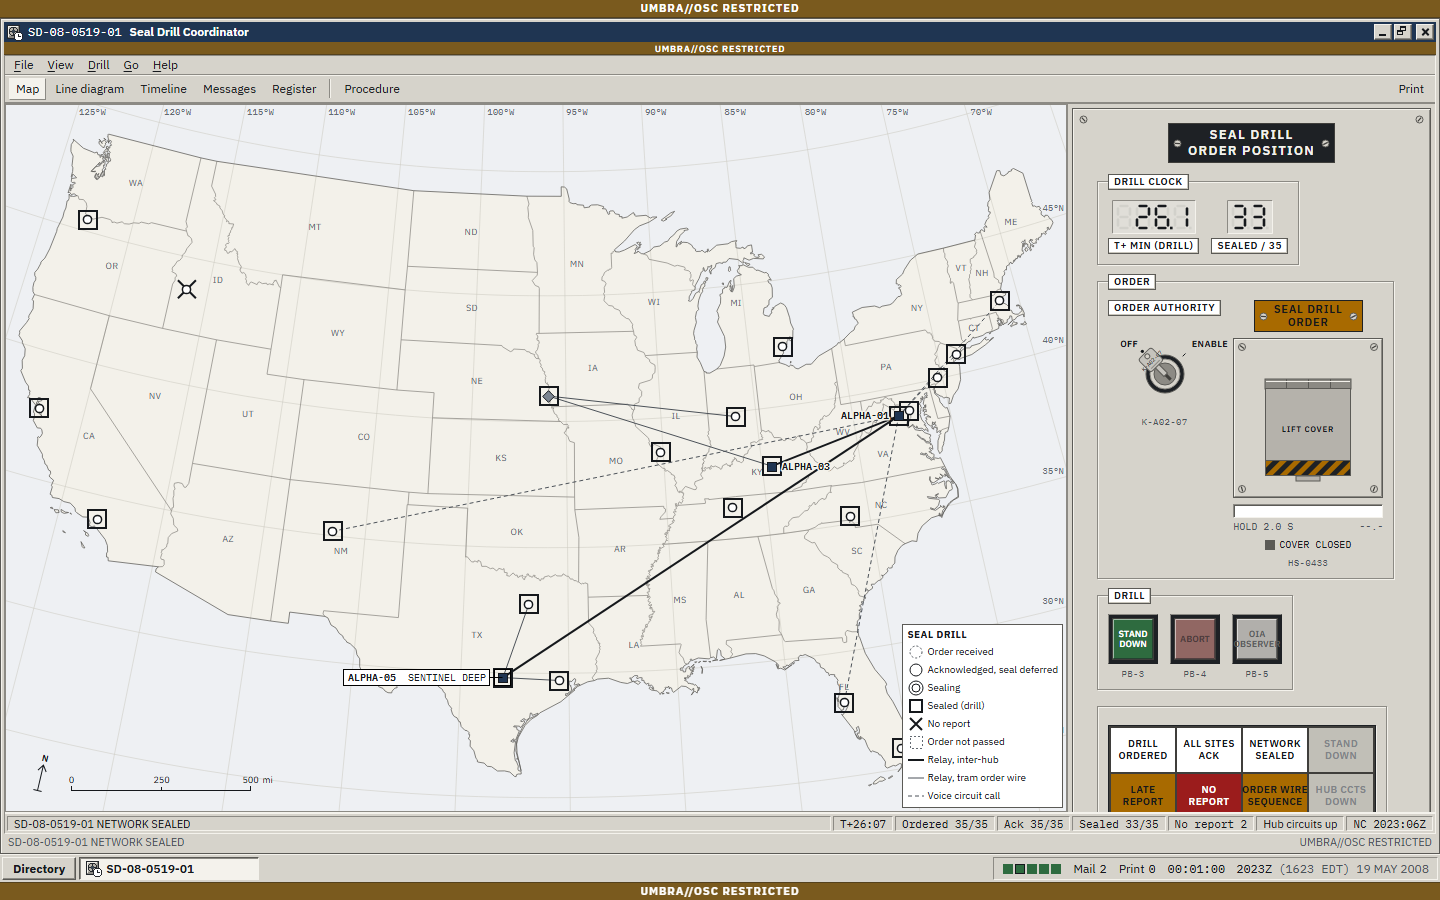 UMBRA//OSC RESTRICTED
SD-08-0519-01 Seal Drill Coordinator
UMBRA//OSC RESTRICTED
File View Drill Go Help
Map Line diagram Timeline Messages Register Procedure Print
125°W 120°W 115°W 110°W 105°W 100°W 95°W 90°W 85°W 80°W 75°W 70°W
45°N
40°N
35°N
30°N
WA
OR
ID
MT
ND
MN
SD
WY
NE
IA
WI
MI
NV
UT
CO
CA
KS
MO
IL
OH
PA
NY
VT
NH
ME
CT
WV
VA
KY
NC
AZ
NM
OK
AR
SC
GA
AL
MS
LA
TX
FL
ALPHA-01
ALPHA-03
ALPHA-05 SENTINEL DEEP
N
0 250 500 mi
SEAL DRILL
Order received
Acknowledged, seal deferred
Sealing
Sealed (drill)
No report
Order not passed
Relay, inter-hub
Relay, tram order wire
Voice circuit call
SEAL DRILL
ORDER POSITION
DRILL CLOCK
26.1 33
T+ MIN (DRILL) SEALED / 35
ORDER
ORDER AUTHORITY
SEAL DRILL
ORDER
OFF ENABLE
K-A02-07
LIFT COVER
HOLD 2.0 S --.-
COVER CLOSED
HS-0433
DRILL
STAND
DOWN
ABORT
OIA
OBSERVER
PB-3 PB-4 PB-5
DRILL
ORDERED
ALL SITES
ACK
NETWORK
SEALED
STAND
DOWN
LATE
REPORT
NO
REPORT
ORDER WIRE
SEQUENCE
HUB CCTS
DOWN
SD-08-0519-01 NETWORK SEALED T+26:07 Ordered 35/35 Ack 35/35 Sealed 33/35 No report 2 Hub circuits up NC 2023:06Z
SD-08-0519-01 NETWORK SEALED UMBRA//OSC RESTRICTED
Directory SD-08-0519-01 Mail 2 Print 0 00:01:00 2023Z (1623 EDT) 19 MAY 2008
UMBRA//OSC RESTRICTED